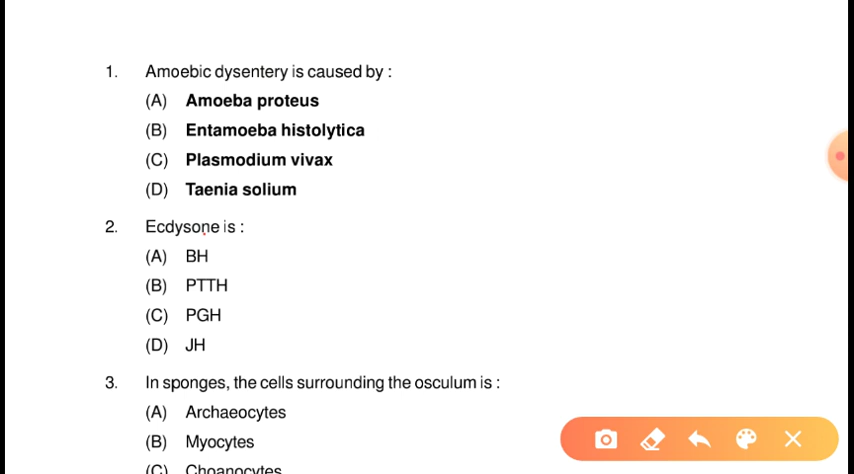 1. Amoebic dysentery is caused by :
(A) Amoeba proteus
(B) Entamoeba histolytica
(C) Plasmodium vivax
(D) Taenia solium
2. Ecdysone is :
(A) BH
(B) PTTH
(C) PGH
(D) JH
3. In sponges, the cells surrounding the osculum is :
(A) Archaeocytes
(B) Myocytes
(C) Choanocytes